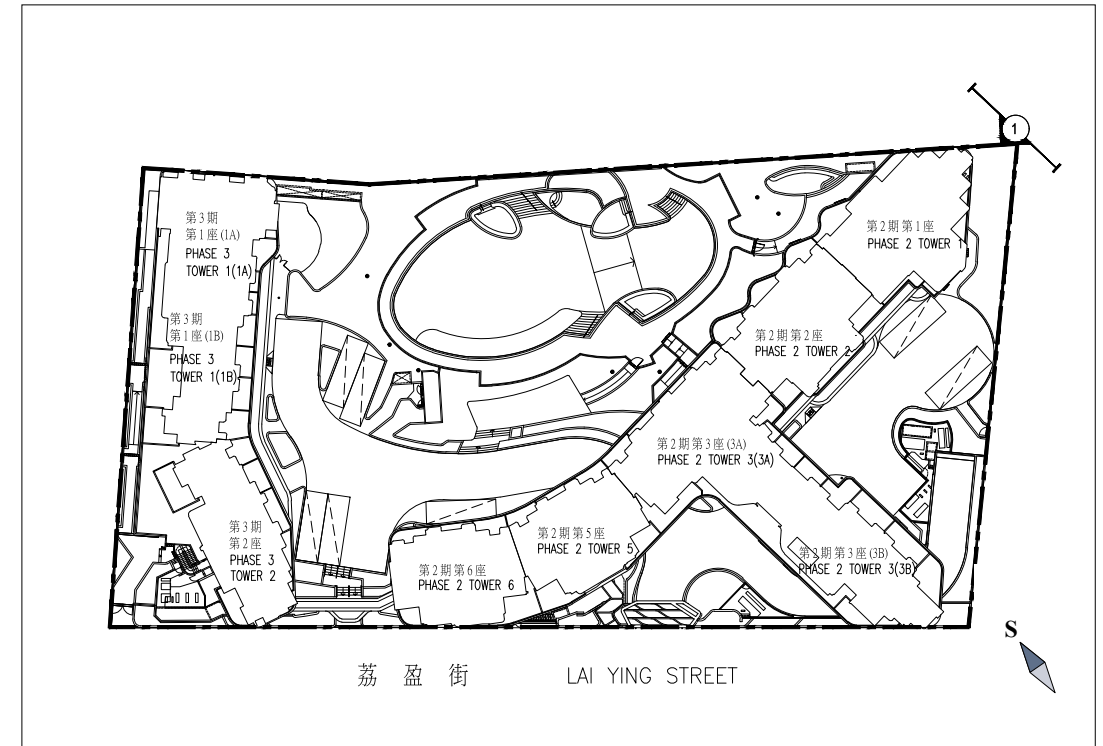 1
第3期
第1座(1A)
PHASE 3
TOWER 1(1A)
第2期第1座
PHASE 2 TOWER 1
第3期
第1座(1B)
PHASE 3
TOWER 1(1B)
第2期第2座
PHASE 2 TOWER 2
第2期第3座(3A)
PHASE 2 TOWER 3(3A)
第3期
第2座
PHASE 3
TOWER 2
第2期第5座
PHASE 2 TOWER 5
第2期第6座
PHASE 2 TOWER 6
第2期第3座(3B)
PHASE 2 TOWER 3(3B)
S
荔盈街 LAI YING STREET